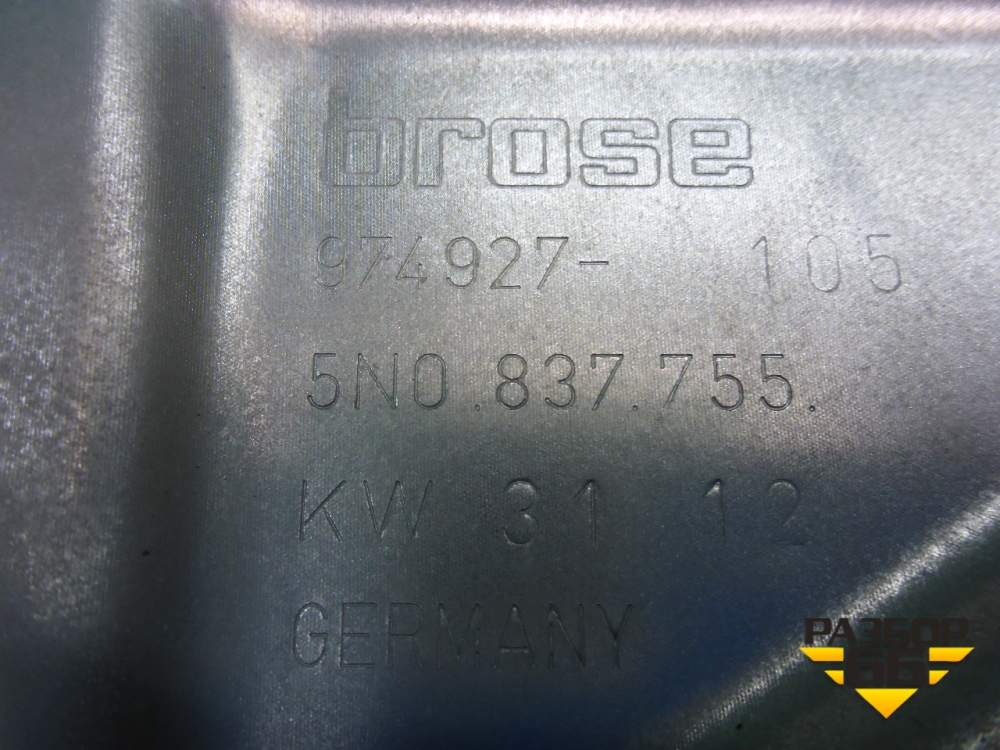 brose
974927- 105
5N0.837.755.
KW 31 12
GERMANY
РАЗБОР
66